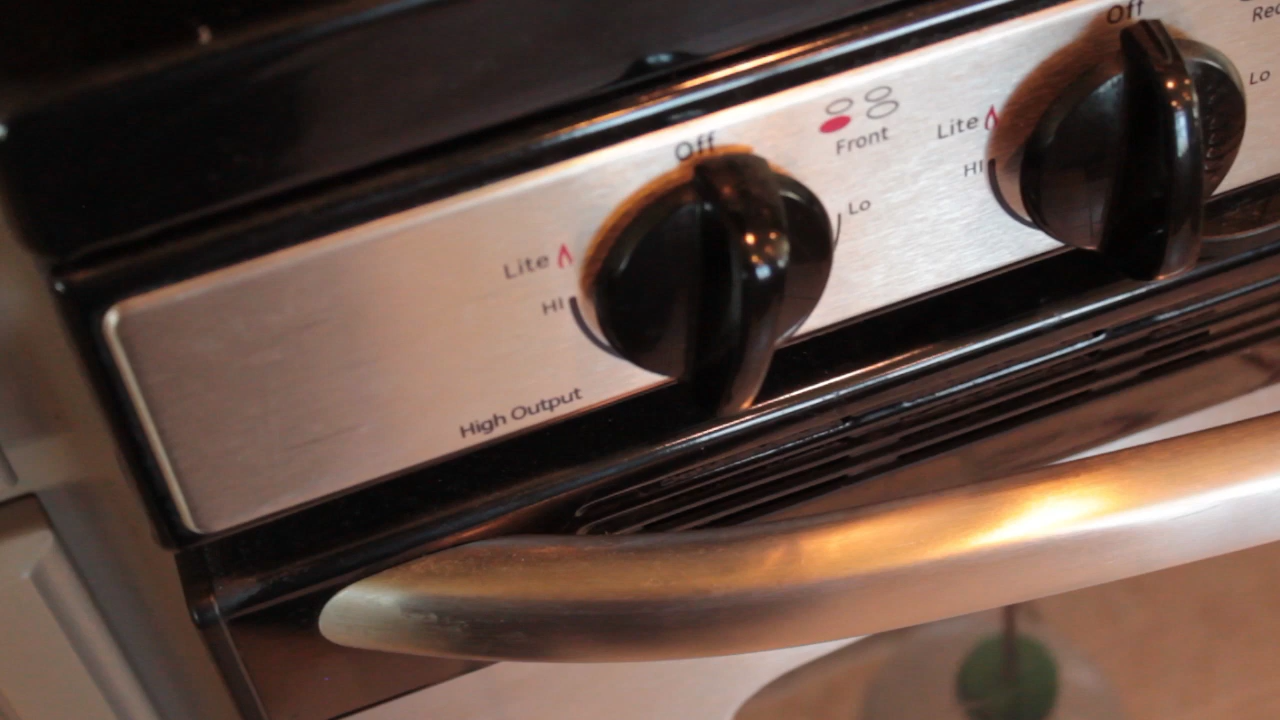 Off
Lite
HI
Lo
High Output
Front
Off
Lite
HI
Lo